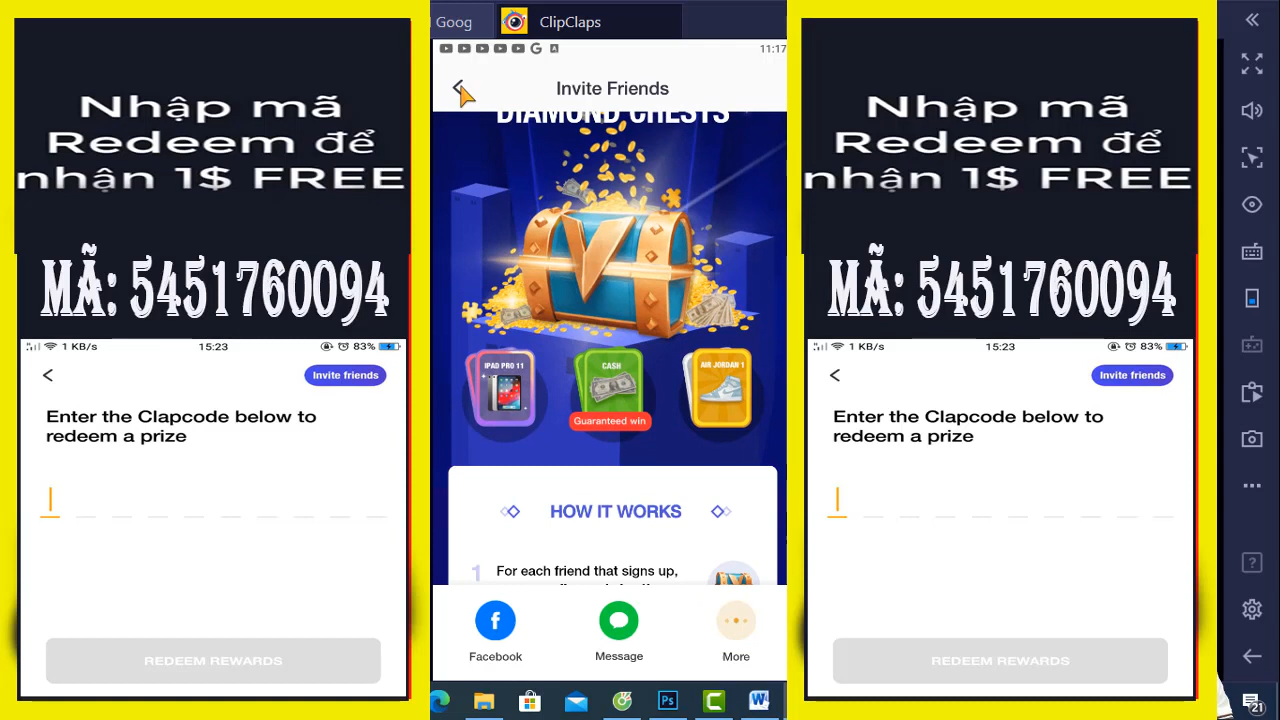 Nhập mã
Redeem để
nhận 1$ FREE
MÃ: 5451760094
1 KB/s
15:23
83%
Invite friends
Enter the Clapcode below to
redeem a prize
REDEEM REWARDS
Goog
ClipClaps
11:17
Invite Friends
DIAMOND CHESTS
IPAD PRO 11
CASH
AIR JORDAN 1
Guaranteed win
HOW IT WORKS
1 For each friend that signs up,
Facebook
Message
More
Nhập mã
Redeem để
nhận 1$ FREE
MÃ: 5451760094
1 KB/s
15:23
83%
Invite friends
Enter the Clapcode below to
redeem a prize
REDEEM REWARDS
21